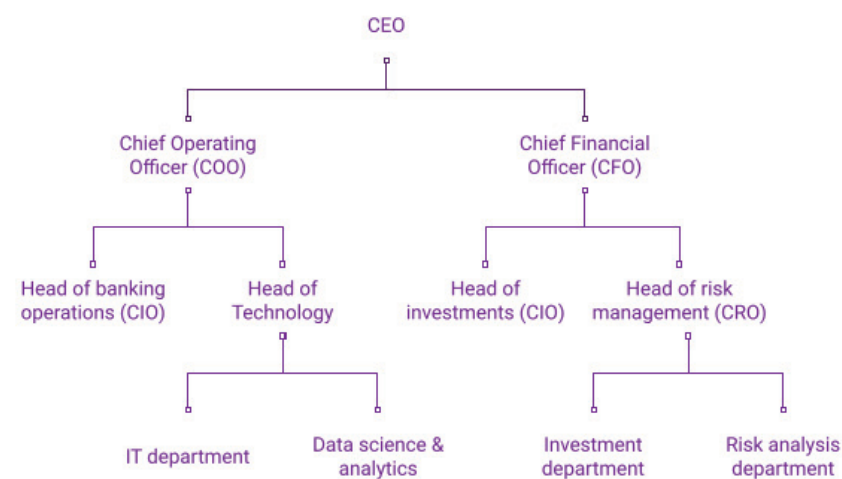 CEO
Chief Operating
Officer (COO)
Chief Financial
Officer (CFO)
Head of banking
operations (CIO)
Head of
Technology
Head of
investments (CIO)
Head of risk
management (CRO)
IT department
Data science &
analytics
Investment
department
Risk analysis
department